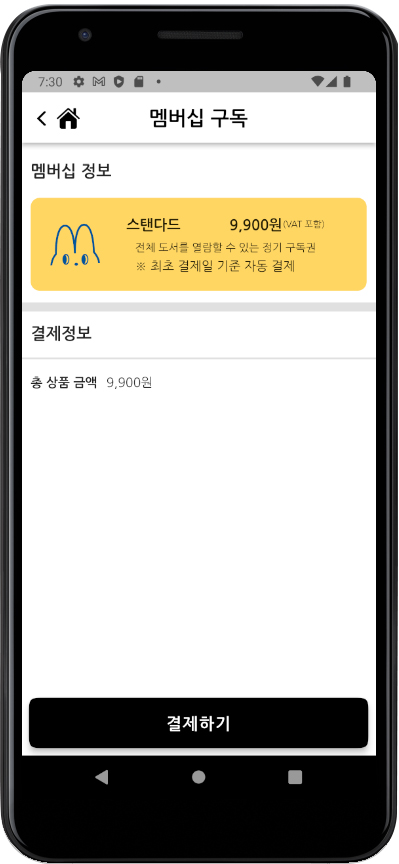 7:30
멤버십 구독
멤버십 정보
스탠다드 9,900원(VAT 포함)
전체 도서를 열람할 수 있는 정기 구독권
※ 최초 결제일 기준 자동 결제
결제정보
총 상품 금액 9,900원
결제하기